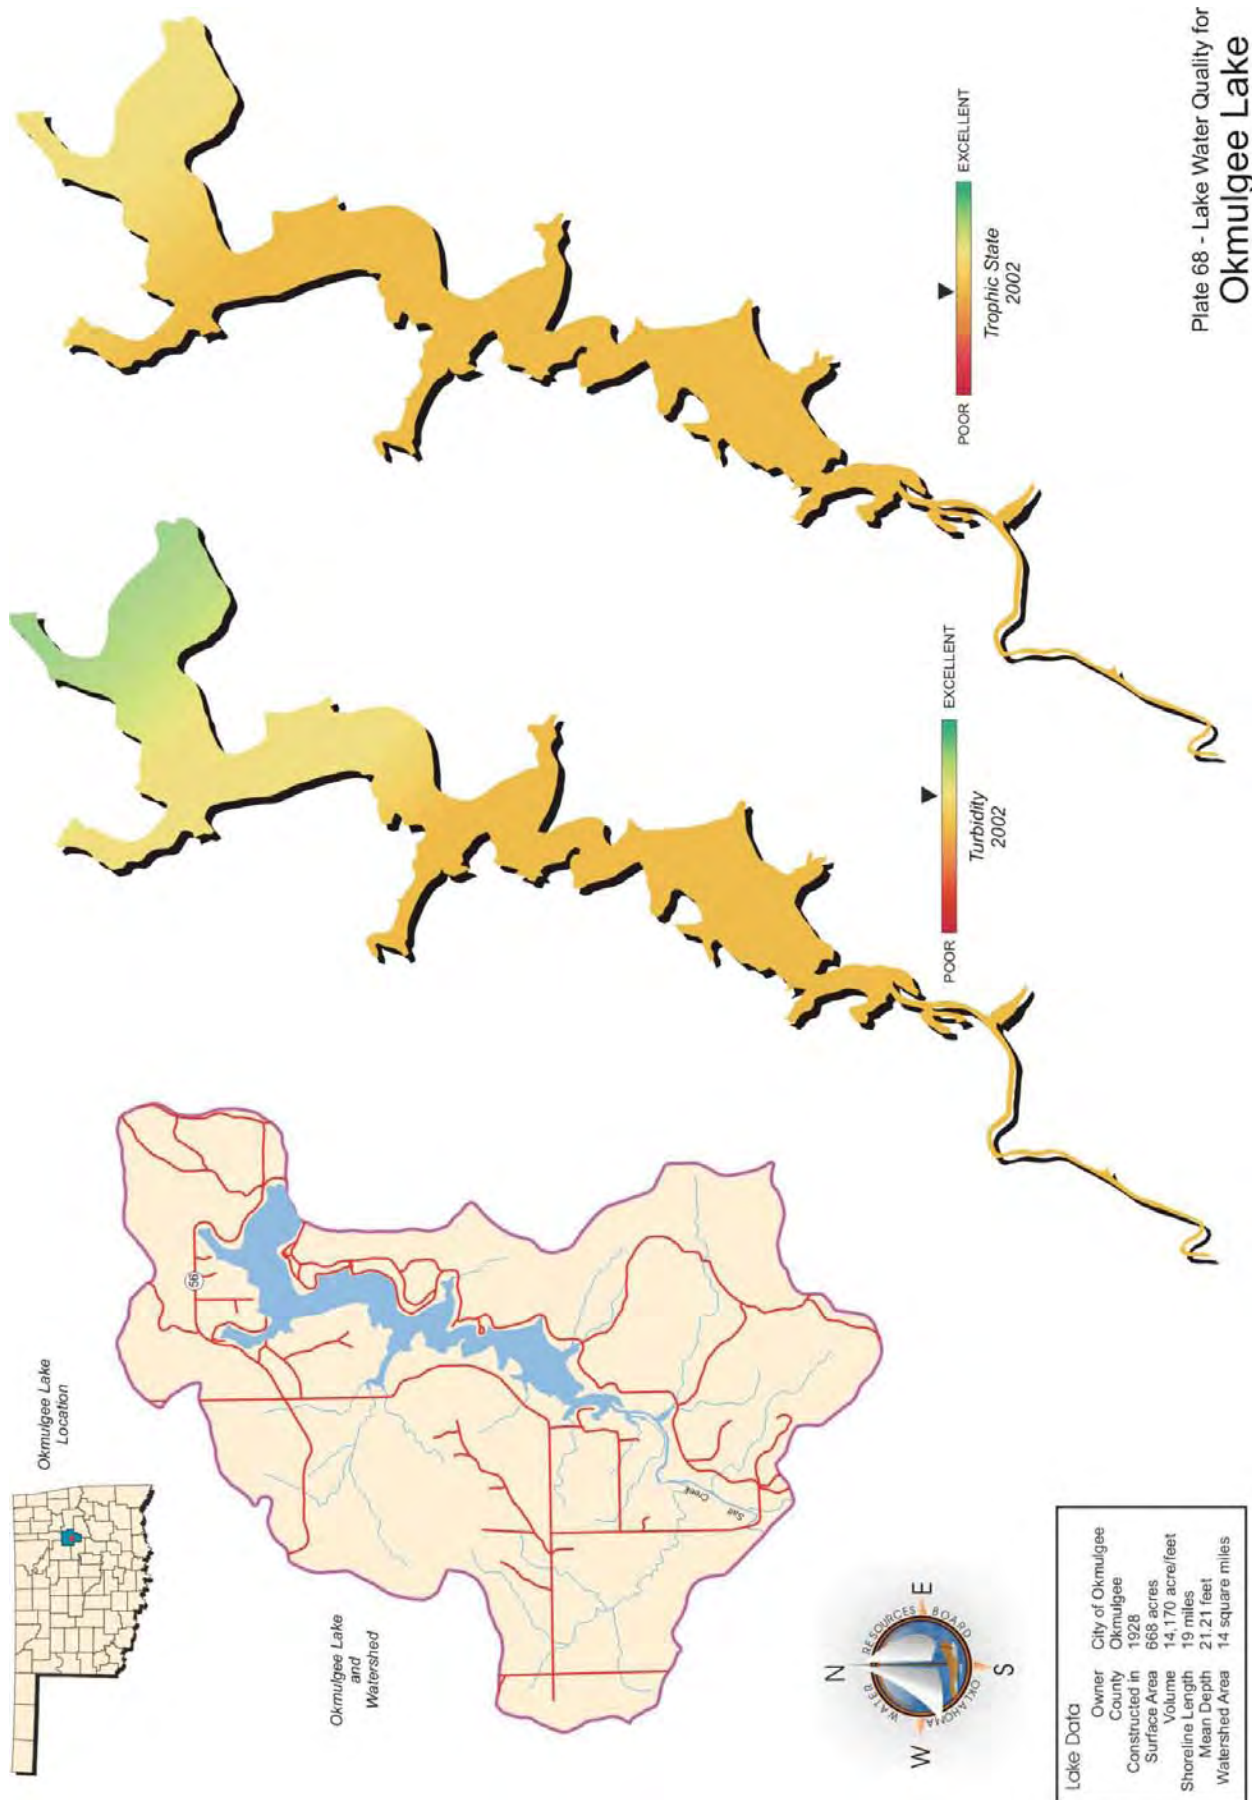 Plate 68 - Lake Water Quality for
Okmulgee Lake
Okmulgee Lake
Location
Okmulgee Lake
and
Watershed
56
Salt Creek
POOR
EXCELLENT
Turbidity
2002
POOR
EXCELLENT
Trophic State
2002
N
E
S
W
OKLAHOMA WATER RESOURCES BOARD
Lake Data
Owner City of Okmulgee
County Okmulgee
Constructed in 1928
Surface Area 668 acres
Volume 14,170 acre/feet
Shoreline Length 19 miles
Mean Depth 21.21 feet
Watershed Area 14 square miles